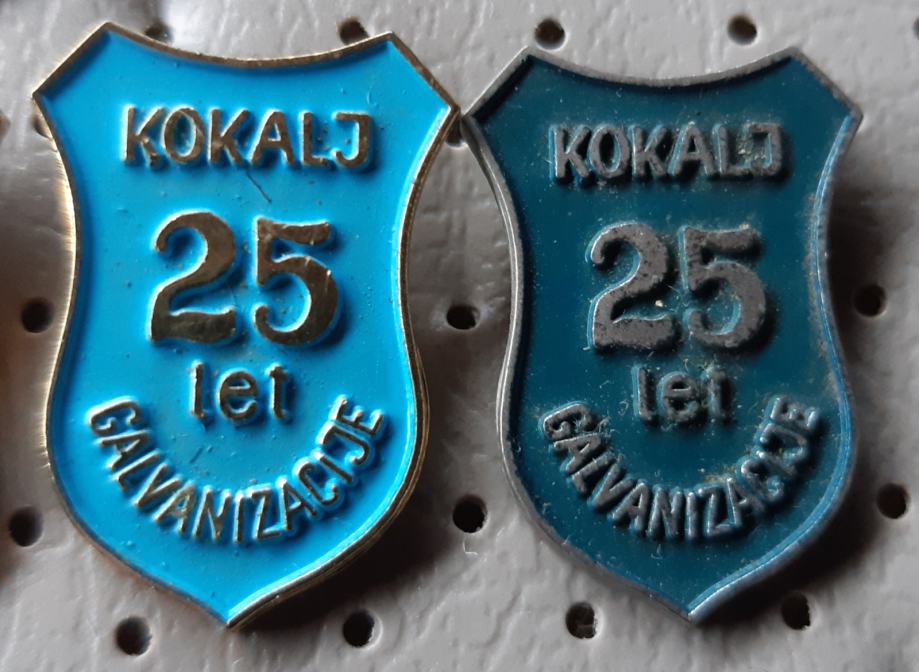 KOKALJ
25
let
GALVANIZACIJE
KOKALJ
25
let
GALVANIZACIJE